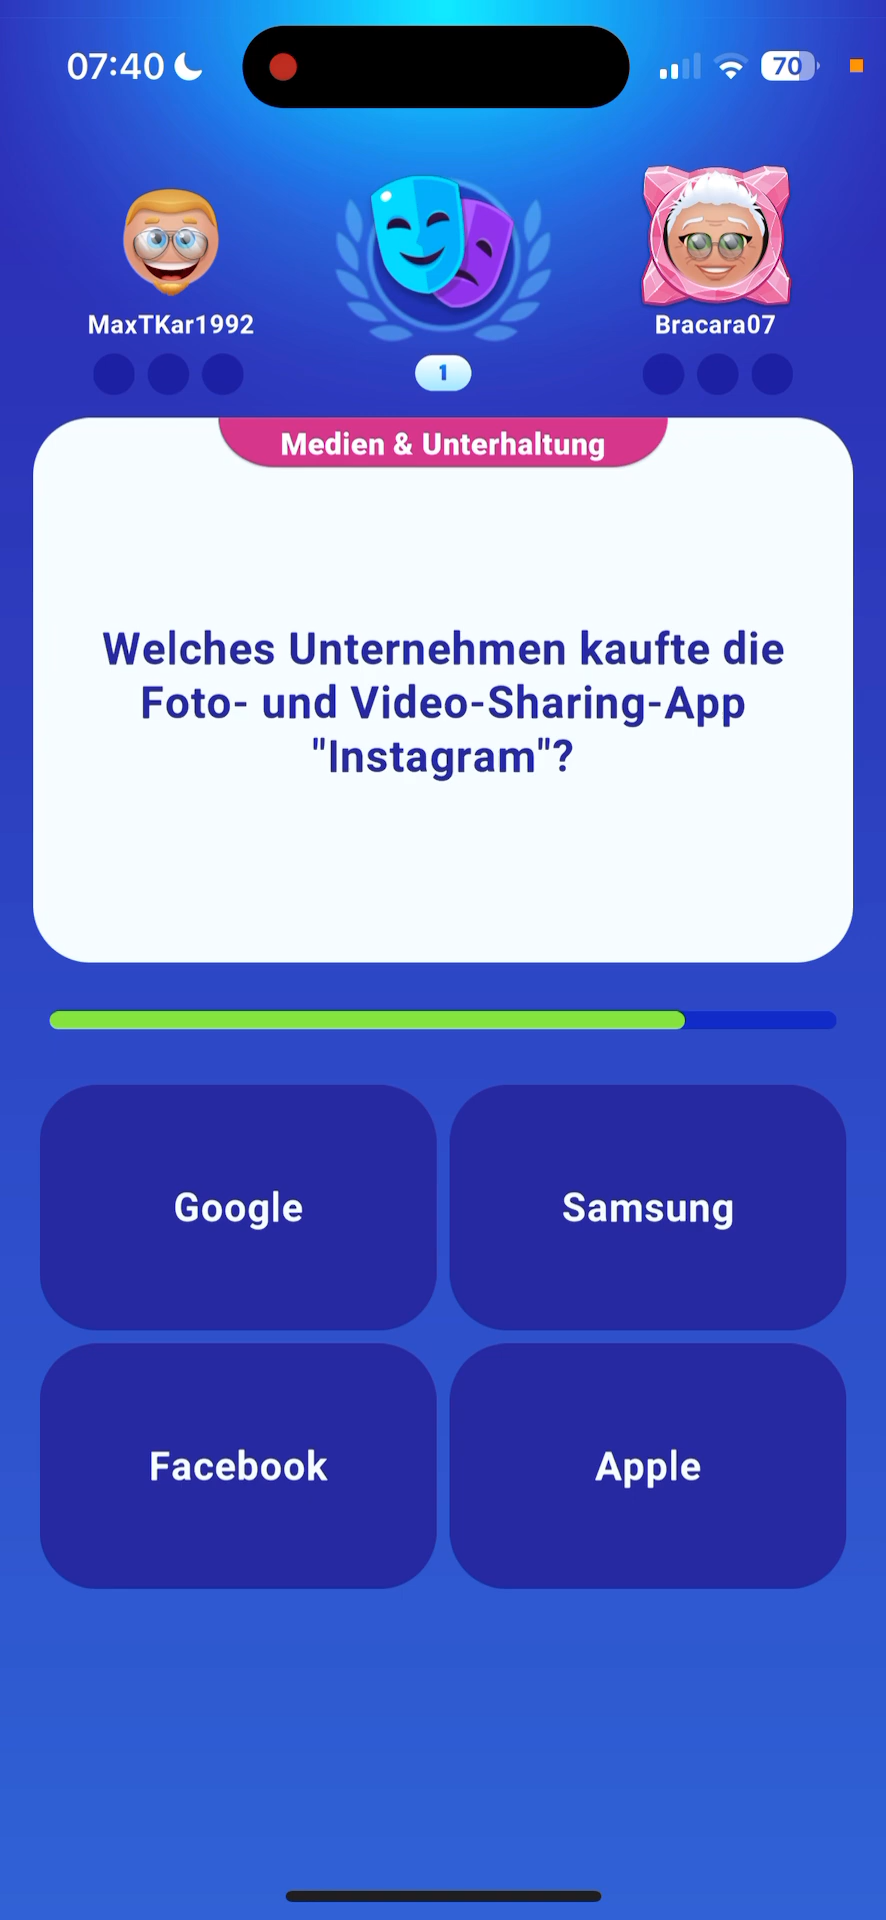 07:40
70
MaxTKar1992
Bracara07
1
Medien & Unterhaltung
Welches Unternehmen kaufte die
Foto- und Video-Sharing-App
"Instagram"?
Google
Samsung
Facebook
Apple